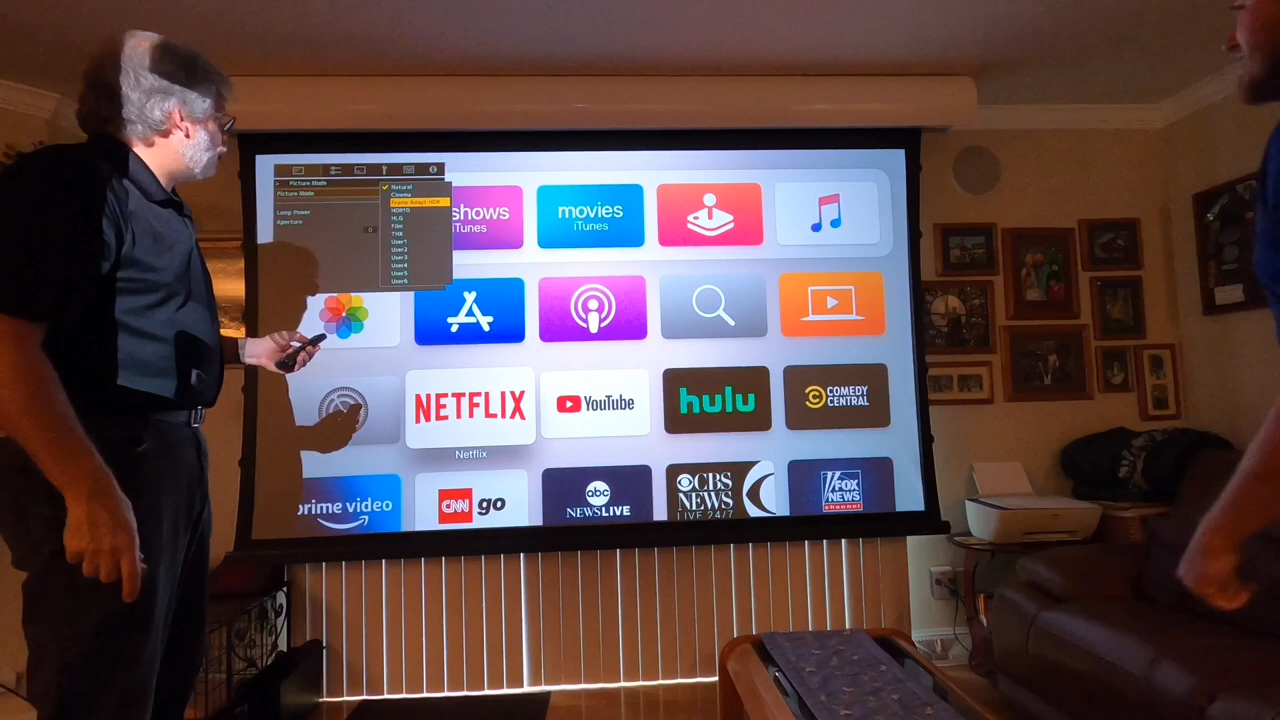 Picture Mode
Picture Mode
Lamp Power
Aperture
0
Natural
Cinema
Frame Adapt HDR
HDR10
HLG
Film
THX
User1
User2
User3
User4
User5
User6
shows
iTunes
movies
iTunes
NETFLIX
YouTube
hulu
COMEDY
CENTRAL
Netflix
prime video
CNN go
abc
NEWSLIVE
CBS
NEWS
LIVE 24/7
FOX
NEWS
channel